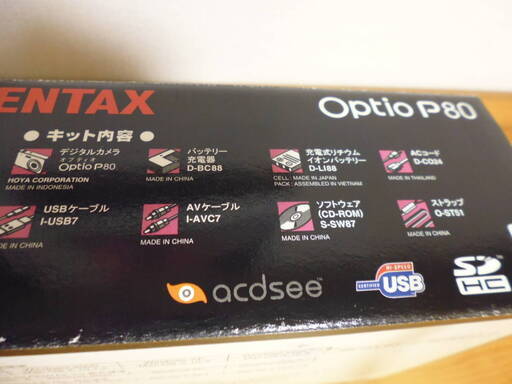 ENTAX
Optio P80
● キット内容 ●
デジタルカメラ
オプティオ
Optio P80
HOYA CORPORATION
MADE IN INDONESIA
バッテリー
充電器
D-BC88
MADE IN CHINA
充電式リチウム
イオンバッテリー
D-LI88
CELL : MADE IN JAPAN
PACK : ASSEMBLED IN VIETNAM
ACコード
D-CO24
MADE IN THAILAND
USBケーブル
I-USB7
MADE IN CHINA
AVケーブル
I-AVC7
MADE IN CHINA
ソフトウェア
(CD-ROM)
S-SW87
MADE IN CHINA
ストラップ
O-ST51
MADE IN CHINA
acdsee™
HI-SPEED
CERTIFIED
USB
SD
HC